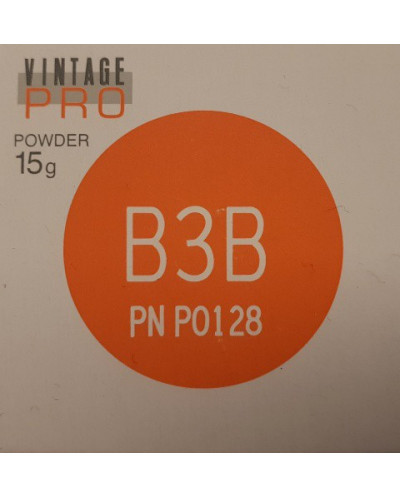 VINTAGE
PRO
POWDER
15g
B3B
PN P0128